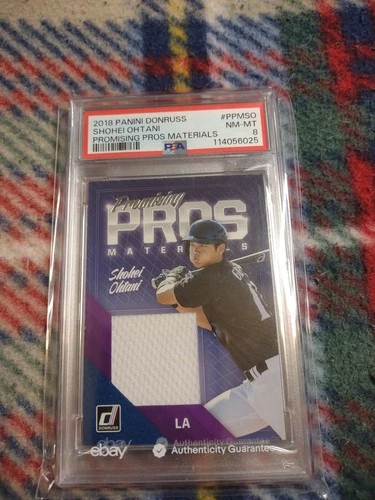 2018 PANINI DONRUSS #PPMSO
SHOHEI OHTANI NM-MT
PROMISING PROS MATERIALS 8
PSA 114056025
Promising
PROS
MATERIALS
Shohei
Ohtani
LA
d
DONRUSS
ebay Authenticity Guarantee
ebay Authenticity Guarantee